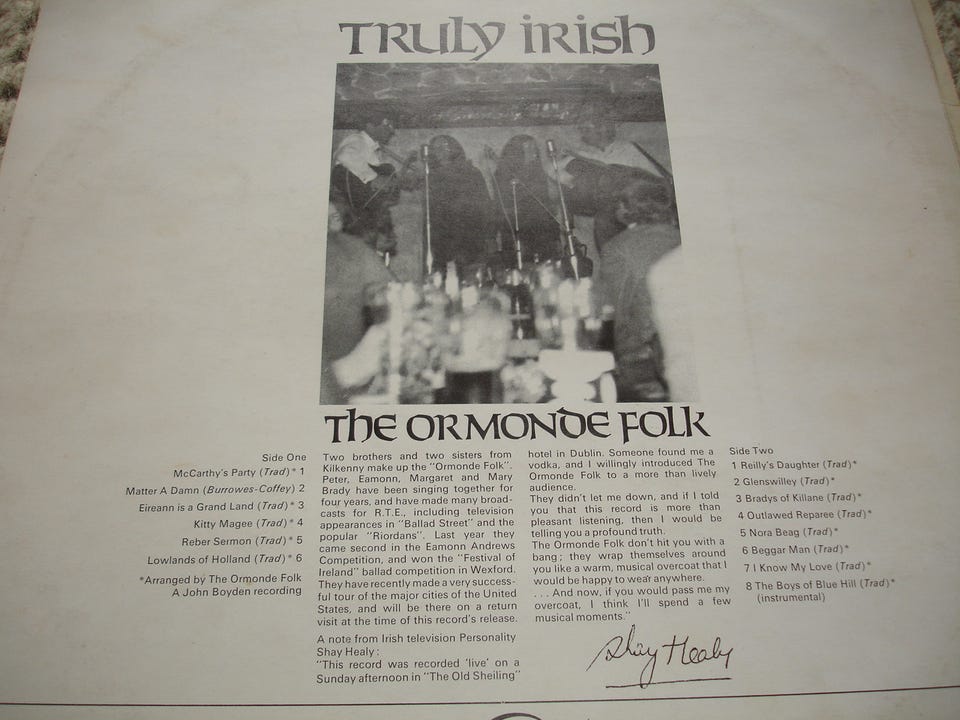 TRULY IRISH
THE ORMONDE FOLK
Side One
McCarthy's Party (Trad)* 1
Matter A Damn (Burrowes-Coffey) 2
Eireann is a Grand Land (Trad)* 3
Kitty Magee (Trad)* 4
Reber Sermon (Trad)* 5
Lowlands of Holland (Trad)* 6
*Arranged by The Ormonde Folk
A John Boyden recording
Two brothers and two sisters from
Kilkenny make up the "Ormonde Folk".
Peter, Eamonn, Margaret and Mary
Brady have been singing together for
four years, and have made many broad-
casts for R.T.E., including television
appearances in "Ballad Street" and the
popular "Riordans". Last year they
came second in the Eamonn Andrews
Competition, and won the "Festival of
Ireland" ballad competition in Wexford.
They have recently made a very success-
ful tour of the major cities of the United
States, and will be there on a return
visit at the time of this record's release.
A note from Irish television Personality
Shay Healy:
"This record was recorded 'live' on a
Sunday afternoon in "The Old Sheiling"
hotel in Dublin. Someone found me a
vodka, and I willingly introduced The
Ormonde Folk to a more than lively
audience.
They didn't let me down, and if I told
you that this record is more than
pleasant listening, then I would be
telling you a profound truth.
The Ormonde Folk don't hit you with a
bang; they wrap themselves around
you like a warm, musical overcoat that I
would be happy to wear anywhere.
. . . And now, if you would pass me my
overcoat, I think I'll spend a few
musical moments."
Shay Healy
Side Two
1 Reilly's Daughter (Trad)*
2 Glenswilley (Trad)*
3 Bradys of Killane (Trad)*
4 Outlawed Reparee (Trad)*
5 Nora Beag (Trad)*
6 Beggar Man (Trad)*
7 I Know My Love (Trad)*
8 The Boys of Blue Hill (Trad)*
(instrumental)